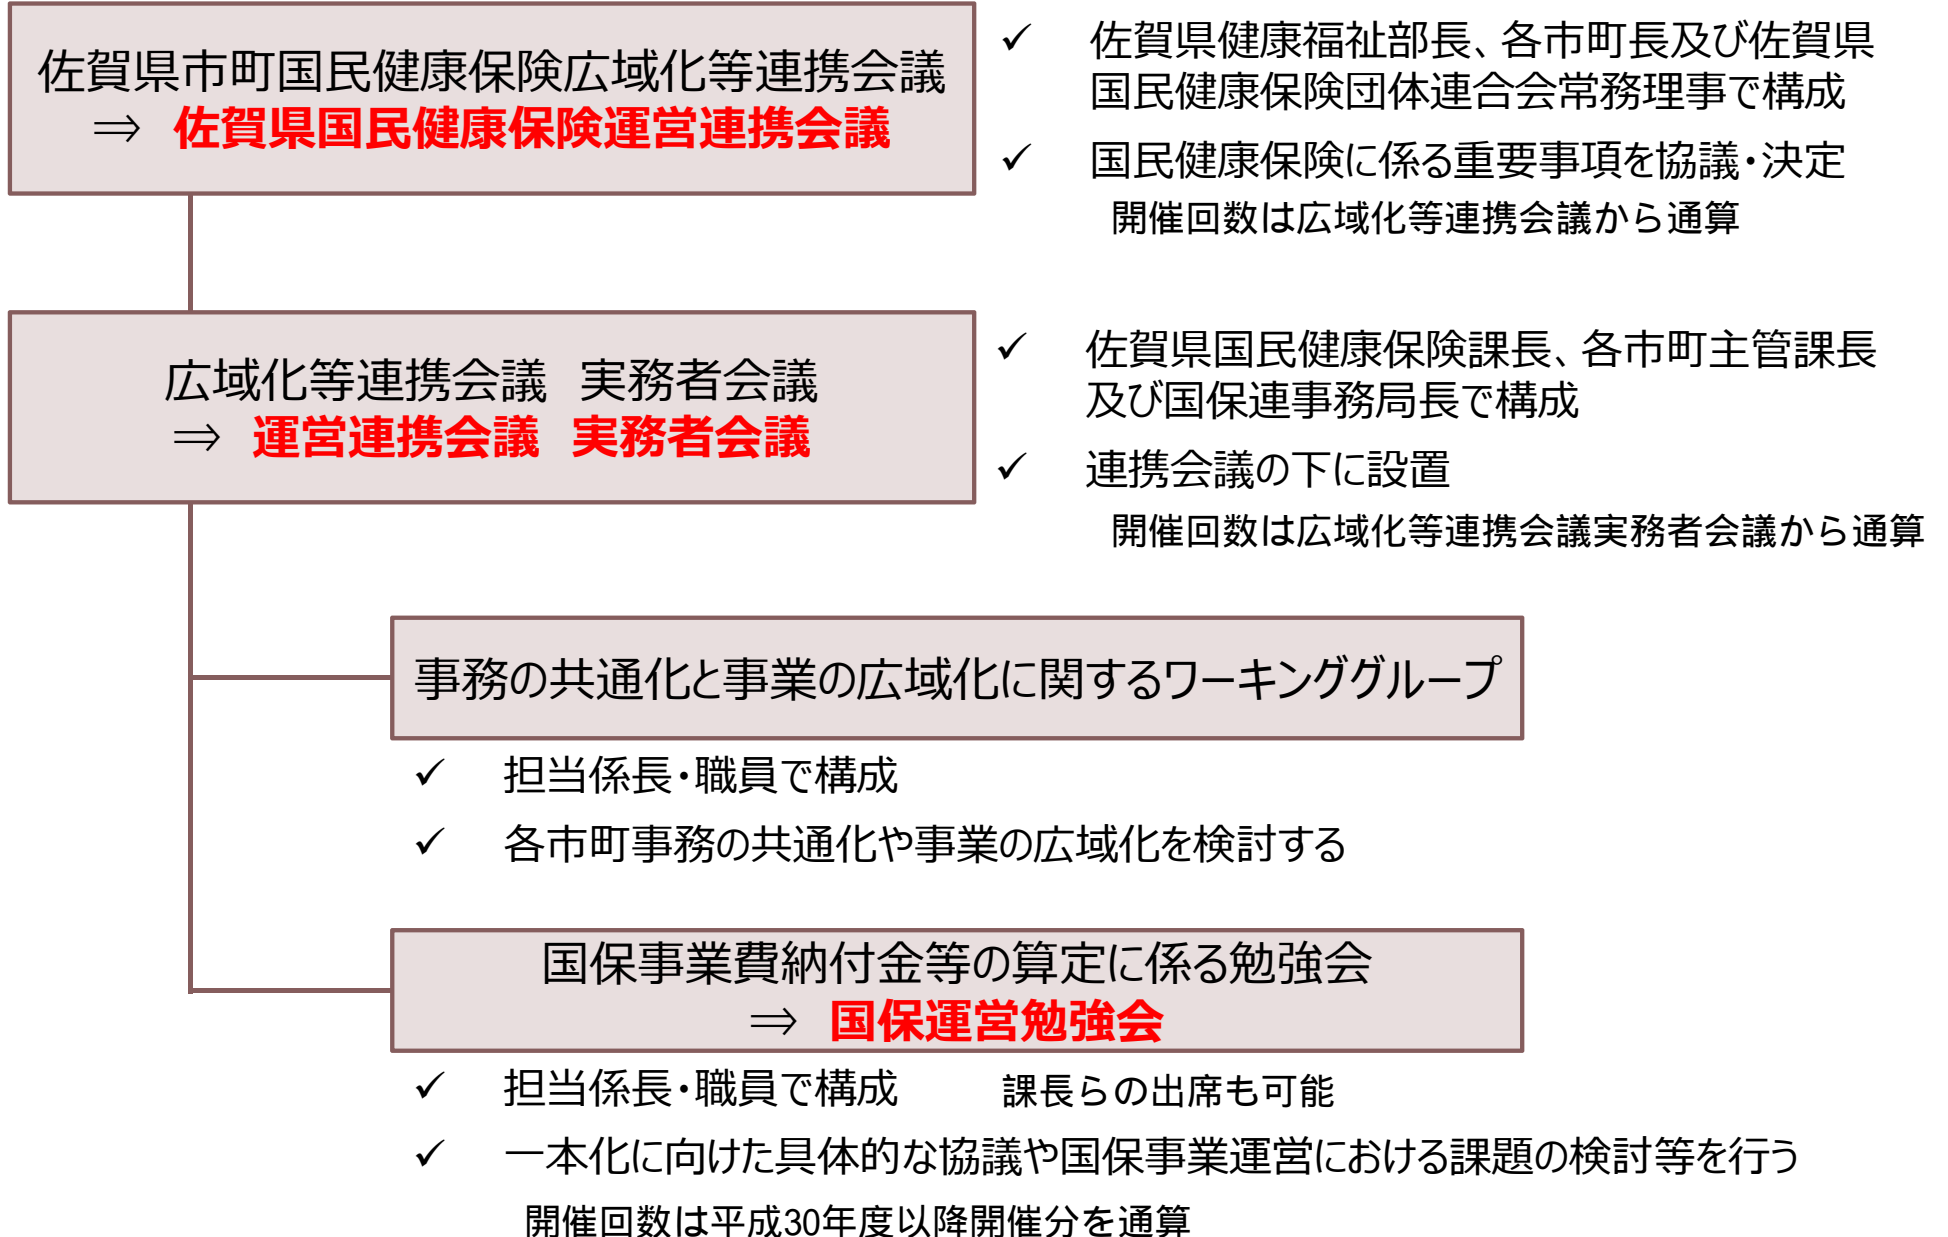 佐賀県市町国民健康保険広域化等連携会議
⇒ 佐賀県国民健康保険運営連携会議
✓ 佐賀県健康福祉部長、各市町長及び佐賀県
国民健康保険団体連合会常務理事で構成
✓ 国民健康保険に係る重要事項を協議・決定
開催回数は広域化等連携会議から通算
広域化等連携会議　実務者会議
⇒ 運営連携会議　実務者会議
✓ 佐賀県国民健康保険課長、各市町主管課長
及び国保連事務局長で構成
✓ 連携会議の下に設置
開催回数は広域化等連携会議実務者会議から通算
事務の共通化と事業の広域化に関するワーキンググループ
✓ 担当係長・職員で構成
✓ 各市町事務の共通化や事業の広域化を検討する
国保事業費納付金等の算定に係る勉強会
⇒ 国保運営勉強会
✓ 担当係長・職員で構成　課長らの出席も可能
✓ 一本化に向けた具体的な協議や国保事業運営における課題の検討等を行う
開催回数は平成30年度以降開催分を通算